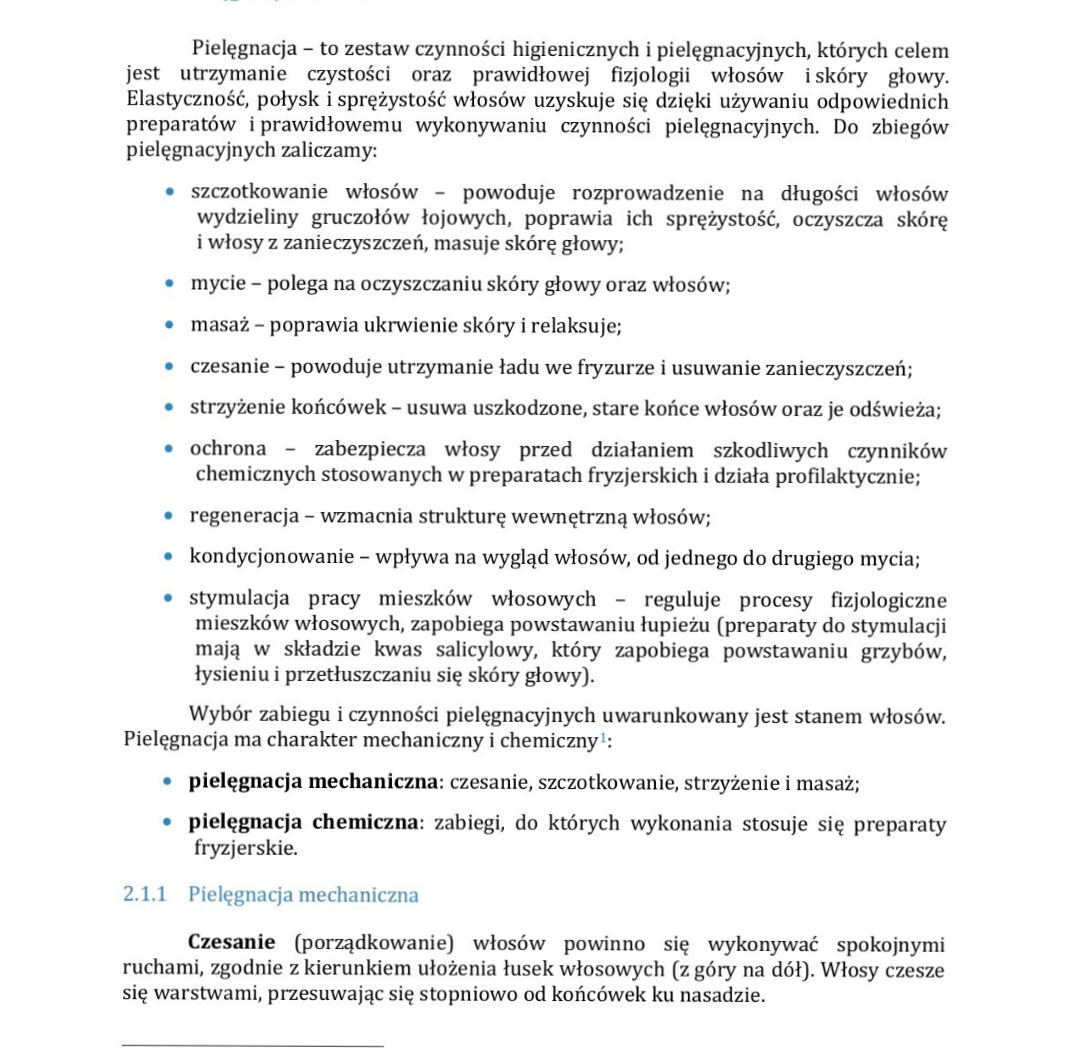 Pielęgnacja – to zestaw czynności higienicznych i pielęgnacyjnych, których celem
jest utrzymanie czystości oraz prawidłowej fizjologii włosów i skóry głowy.
Elastyczność, połysk i sprężystość włosów uzyskuje się dzięki używaniu odpowiednich
preparatów i prawidłowemu wykonywaniu czynności pielęgnacyjnych. Do zbiegów
pielęgnacyjnych zaliczamy:
• szczotkowanie włosów – powoduje rozprowadzenie na długości włosów
wydzieliny gruczołów łojowych, poprawia ich sprężystość, oczyszcza skórę
i włosy z zanieczyszczeń, masuje skórę głowy;
• mycie – polega na oczyszczaniu skóry głowy oraz włosów;
• masaż – poprawia ukrwienie skóry i relaksuje;
• czesanie – powoduje utrzymanie ładu we fryzurze i usuwanie zanieczyszczeń;
• strzyżenie końcówek – usuwa uszkodzone, stare końce włosów oraz je odświeża;
• ochrona – zabezpiecza włosy przed działaniem szkodliwych czynników
chemicznych stosowanych w preparatach fryzjerskich i działa profilaktycznie;
• regeneracja – wzmacnia strukturę wewnętrzną włosów;
• kondycjonowanie – wpływa na wygląd włosów, od jednego do drugiego mycia;
• stymulacja pracy mieszków włosowych – reguluje procesy fizjologiczne
mieszków włosowych, zapobiega powstawaniu łupieżu (preparaty do stymulacji
mają w składzie kwas salicylowy, który zapobiega powstawaniu grzybów,
łysieniu i przetłuszczaniu się skóry głowy).
Wybór zabiegu i czynności pielęgnacyjnych uwarunkowany jest stanem włosów.
Pielęgnacja ma charakter mechaniczny i chemiczny¹:
• pielęgnacja mechaniczna: czesanie, szczotkowanie, strzyżenie i masaż;
• pielęgnacja chemiczna: zabiegi, do których wykonania stosuje się preparaty
fryzjerskie.
2.1.1 Pielęgnacja mechaniczna
Czesanie (porządkowanie) włosów powinno się wykonywać spokojnymi
ruchami, zgodnie z kierunkiem ułożenia łusek włosowych (z góry na dół). Włosy czesze
się warstwami, przesuwając się stopniowo od końcówek ku nasadzie.